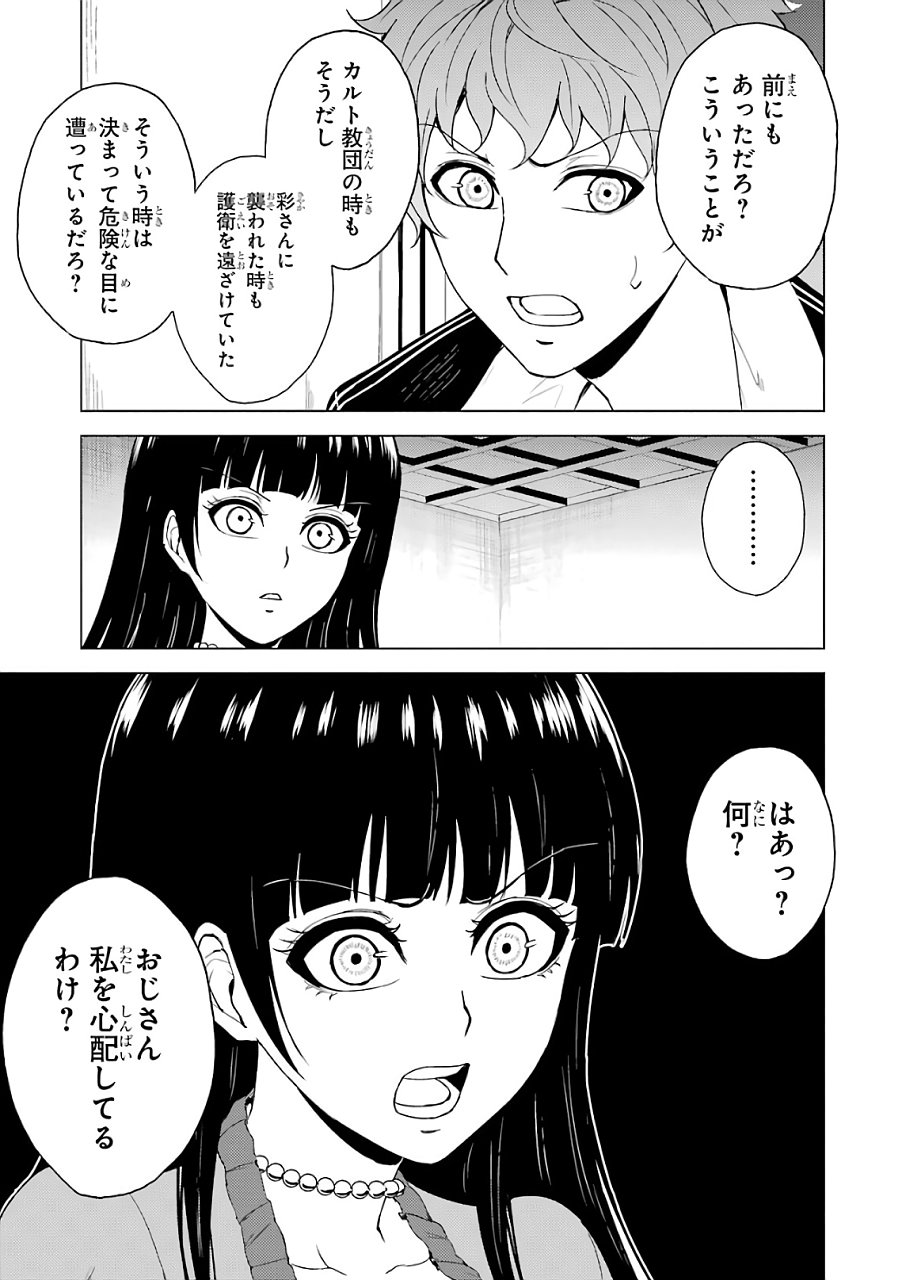 前にも
あっただろ？
こういうことが
カルト教団の時も
そうだし
彩さんに
襲われた時も
護衛を遠ざけていた
そういう時は
決まって危険な目に
遭っているだろ？
…………
はあっ？
何？
おじさん
私を心配してる
わけ？